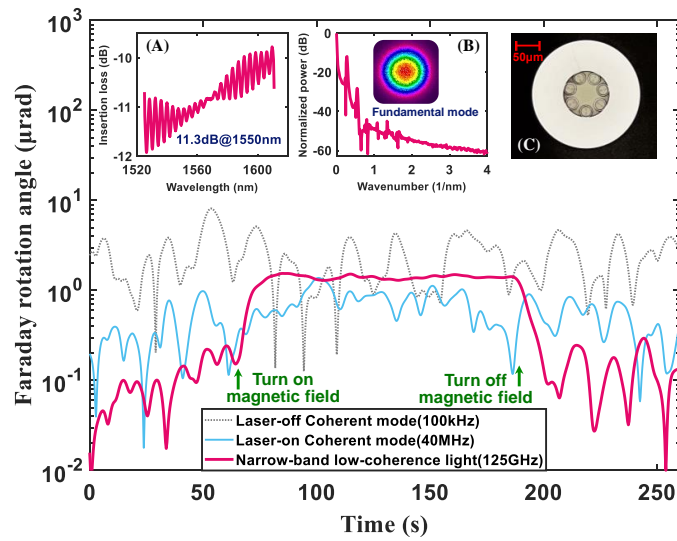 10³
10²
10¹
10⁰
10⁻¹
10⁻²
Faraday rotation angle (μrad)
0
50
100
150
200
250
Time (s)
(A)
Insertion loss (dB)
-10
-11
-12
1520
1560
1600
Wavelength (nm)
11.3dB@1550nm
(B)
Normalized power (dB)
0
-20
-40
-60
0
1
2
3
4
Wavenumber (1/nm)
Fundamental mode
50μm
(C)
Turn on
magnetic field
Turn off
magnetic field
Laser-off Coherent mode(100kHz)
Laser-on Coherent mode(40MHz)
Narrow-band low-coherence light(125GHz)